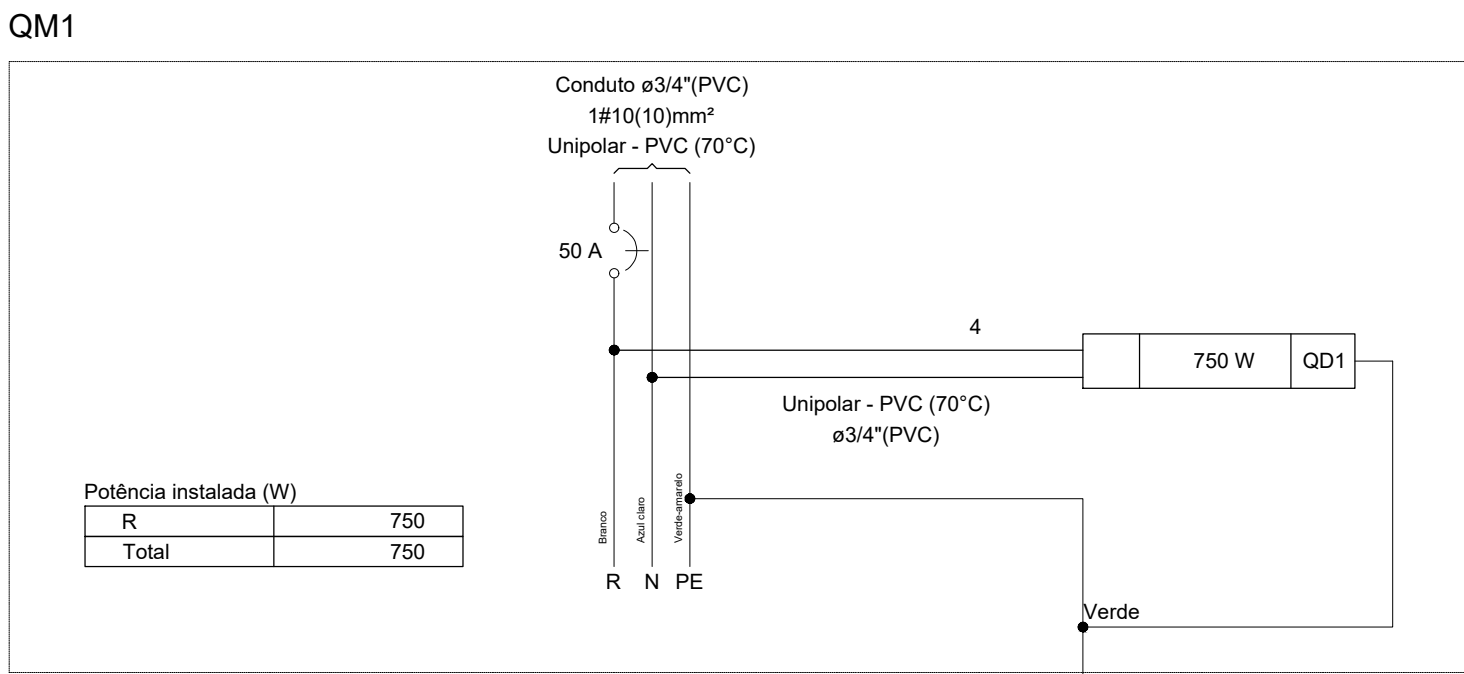 QM1
Conduto ø3/4"(PVC)
1#10(10)mm²
Unipolar - PVC (70°C)
50 A
4
750 W QD1
Unipolar - PVC (70°C)
ø3/4"(PVC)
Potência instalada (W)
R 750
Total 750
Branco
Azul claro
Verde-amarelo
R N PE
Verde